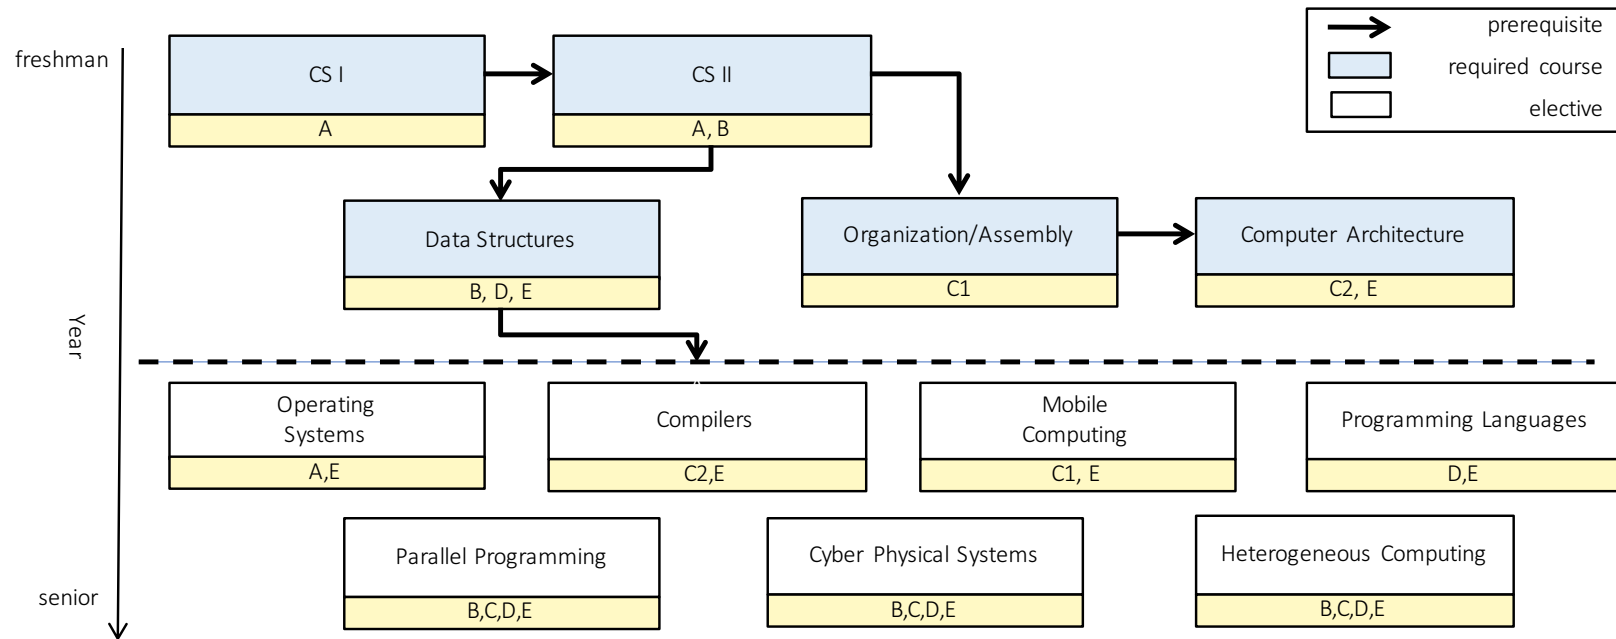 prerequisite
required course
elective
freshman
CS I
CS II
A
A, B
Data Structures
Organization/Assembly
Computer Architecture
B, D, E
C1
C2, E
Year
Operating
Systems
Compilers
Mobile
Computing
Programming Languages
A,E
C2,E
C1, E
D,E
Parallel Programming
Cyber Physical Systems
Heterogeneous Computing
senior
B,C,D,E
B,C,D,E
B,C,D,E